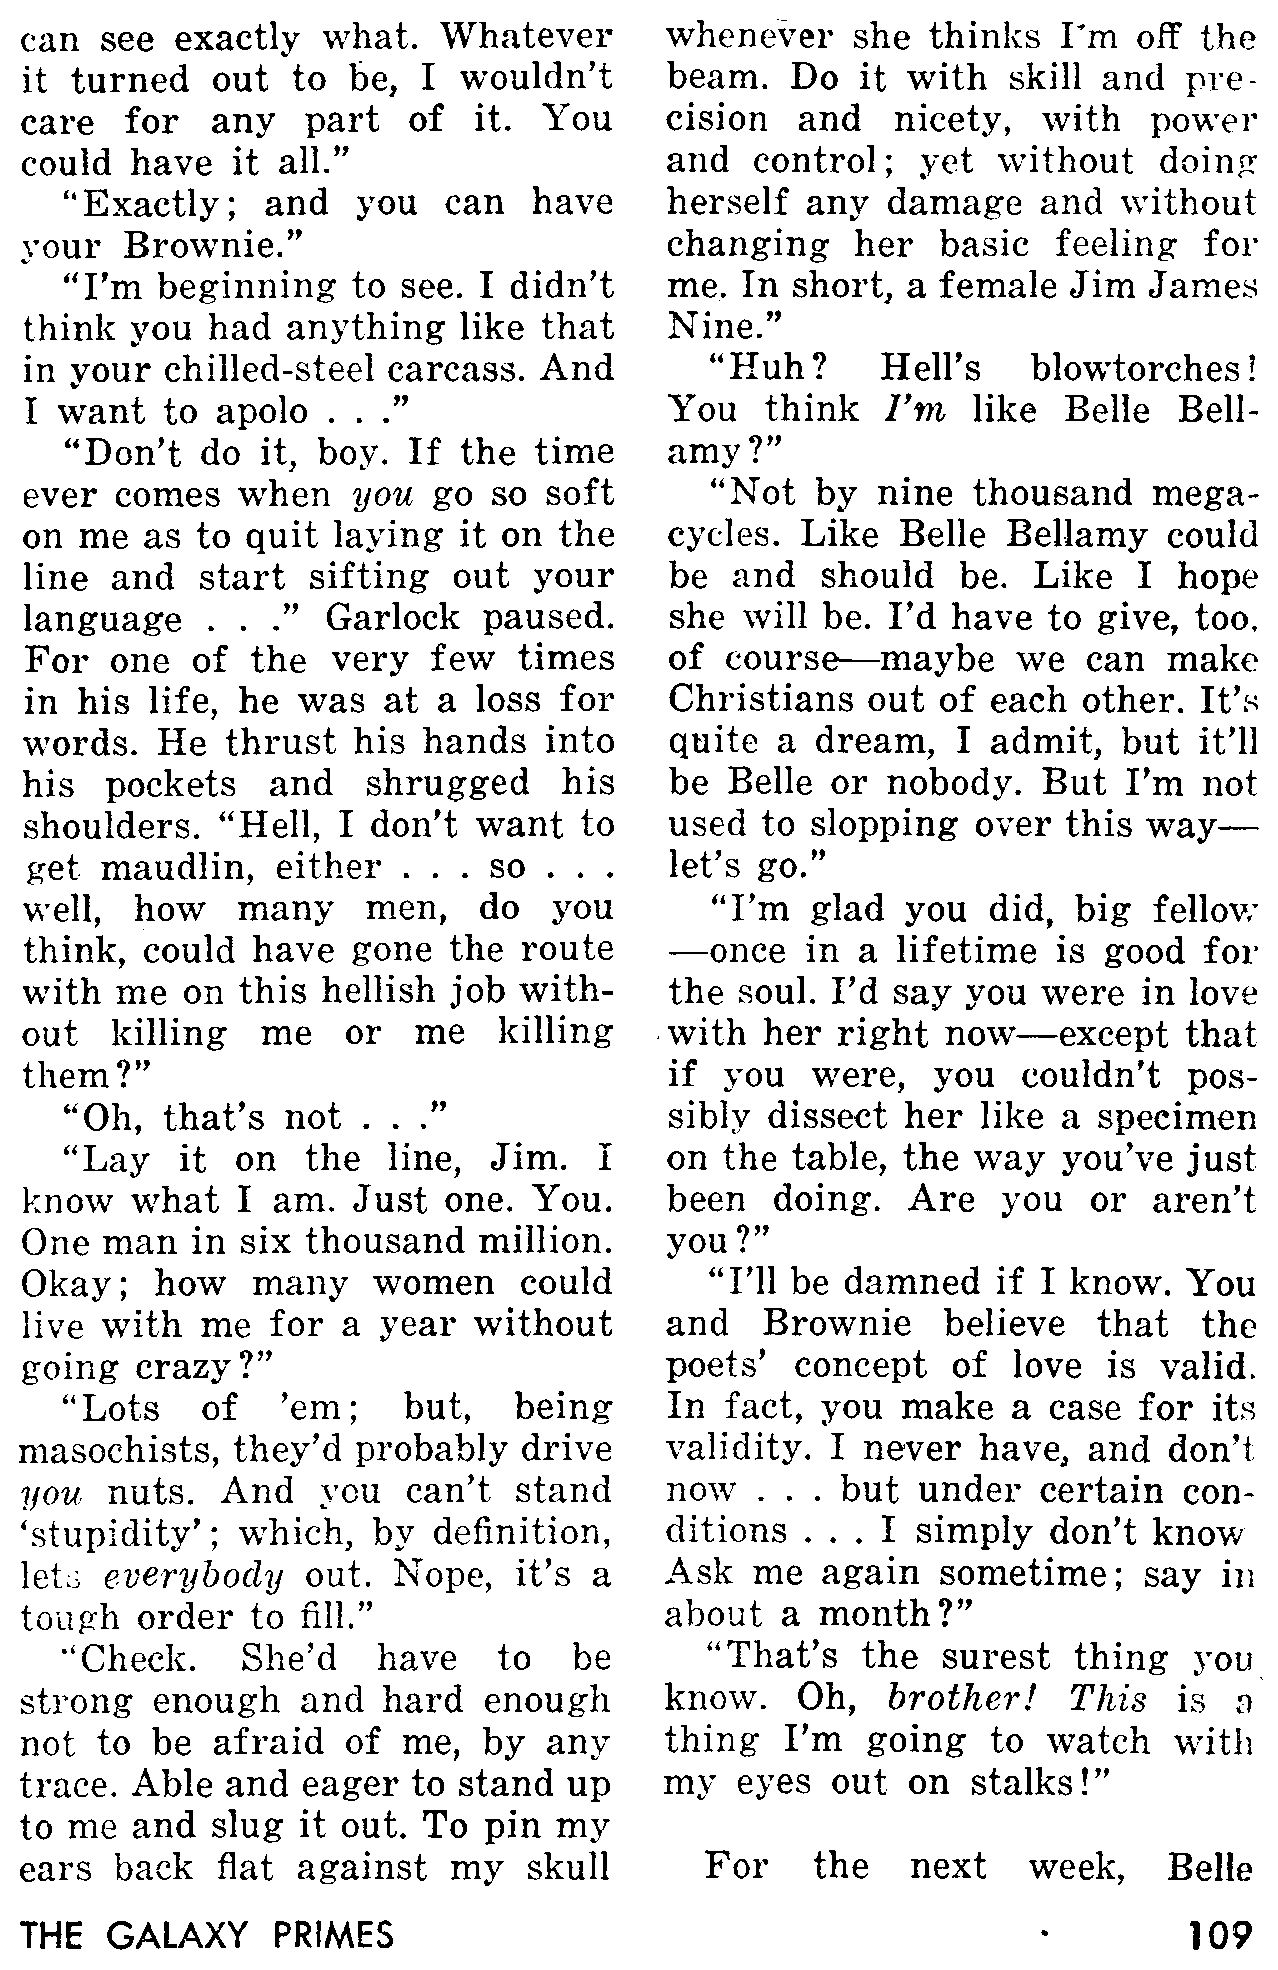 can see exactly what. Whatever
it turned out to be, I wouldn't
care for any part of it. You
could have it all.”
“Exactly; and you can have
your Brownie.”
“I'm beginning to see. I didn't
think you had anything like that
in your chilled-steel carcass. And
I want to apolo . . .”
“Don't do it, boy. If the time
ever comes when you go so soft
on me as to quit laying it on the
line and start sifting out your
language . . .” Garlock paused.
For one of the very few times
in his life, he was at a loss for
words. He thrust his hands into
his pockets and shrugged his
shoulders. “Hell, I don't want to
get maudlin, either . . . so . . .
well, how many men, do you
think, could have gone the route
with me on this hellish job with-
out killing me or me killing
them?”
“Oh, that's not . . .”
“Lay it on the line, Jim. I
know what I am. Just one. You.
One man in six thousand million.
Okay; how many women could
live with me for a year without
going crazy?”
“Lots of 'em; but, being
masochists, they'd probably drive
you nuts. And you can't stand
‘stupidity’; which, by definition,
lets everybody out. Nope, it's a
tough order to fill.”
“Check. She'd have to be
strong enough and hard enough
not to be afraid of me, by any
trace. Able and eager to stand up
to me and slug it out. To pin my
ears back flat against my skull
whenever she thinks I'm off the
beam. Do it with skill and pre-
cision and nicety, with power
and control; yet without doing
herself any damage and without
changing her basic feeling for
me. In short, a female Jim James
Nine.”
“Huh? Hell's blowtorches!
You think I'm like Belle Bell-
amy?”
“Not by nine thousand mega-
cycles. Like Belle Bellamy could
be and should be. Like I hope
she will be. I'd have to give, too,
of course—maybe we can make
Christians out of each other. It's
quite a dream, I admit, but it'll
be Belle or nobody. But I'm not
used to slopping over this way—
let's go.”
“I'm glad you did, big fellow
—once in a lifetime is good for
the soul. I'd say you were in love
with her right now—except that
if you were, you couldn't pos-
sibly dissect her like a specimen
on the table, the way you've just
been doing. Are you or aren't
you?”
“I'll be damned if I know. You
and Brownie believe that the
poets' concept of love is valid.
In fact, you make a case for its
validity. I never have, and don't
now . . . but under certain con-
ditions . . . I simply don't know
Ask me again sometime; say in
about a month?”
“That's the surest thing you
know. Oh, brother! This is a
thing I'm going to watch with
my eyes out on stalks!”
For the next week, Belle
THE GALAXY PRIMES
109